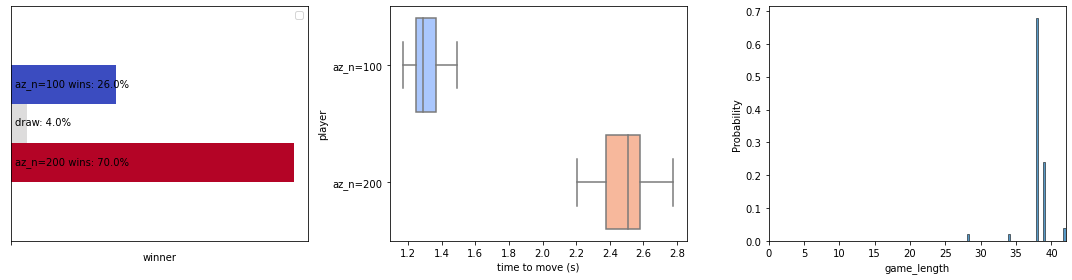 az_n=100 wins: 26.0%
draw: 4.0%
az_n=200 wins: 70.0%
winner
player
az_n=100
az_n=200
1.2 1.4 1.6 1.8 2.0 2.2 2.4 2.6 2.8
time to move (s)
Probability
0.7
0.6
0.5
0.4
0.3
0.2
0.1
0.0
0 5 10 15 20 25 30 35 40
game_length